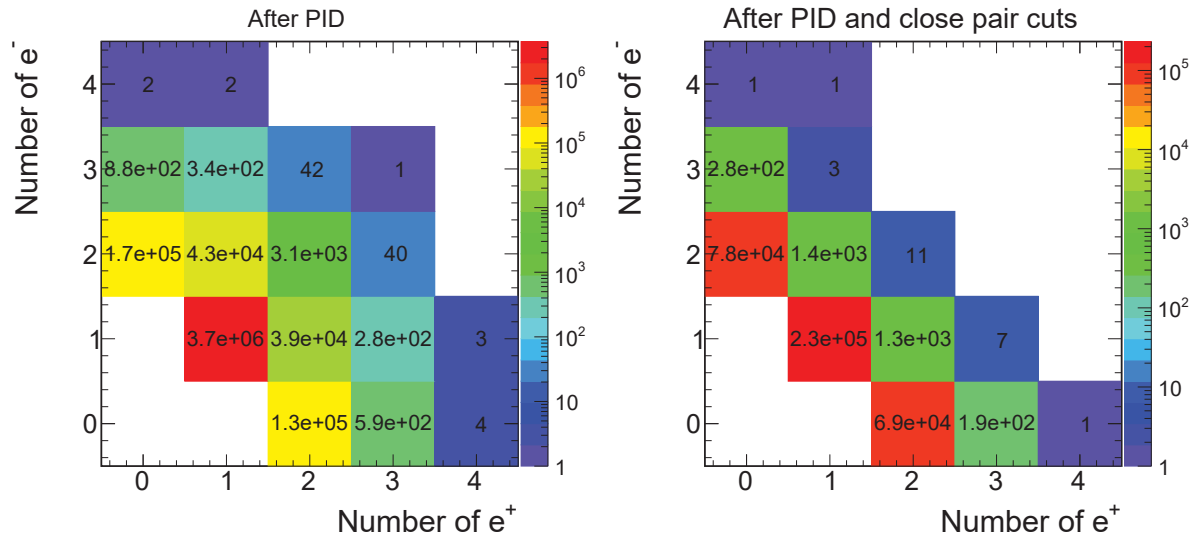 After PID
Number of e⁻
4 2 2
3 8.8e+02 3.4e+02 42 1
2 1.7e+05 4.3e+04 3.1e+03 40
1 3.7e+06 3.9e+04 2.8e+02 3
0 1.3e+05 5.9e+02 4
0 1 2 3 4
Number of e⁺
10⁶
10⁵
10⁴
10³
10²
10
1
After PID and close pair cuts
Number of e⁻
4 1 1
3 2.8e+02 3
2 7.8e+04 1.4e+03 11
1 2.3e+05 1.3e+03 7
0 6.9e+04 1.9e+02 1
0 1 2 3 4
Number of e⁺
10⁵
10⁴
10³
10²
10
1